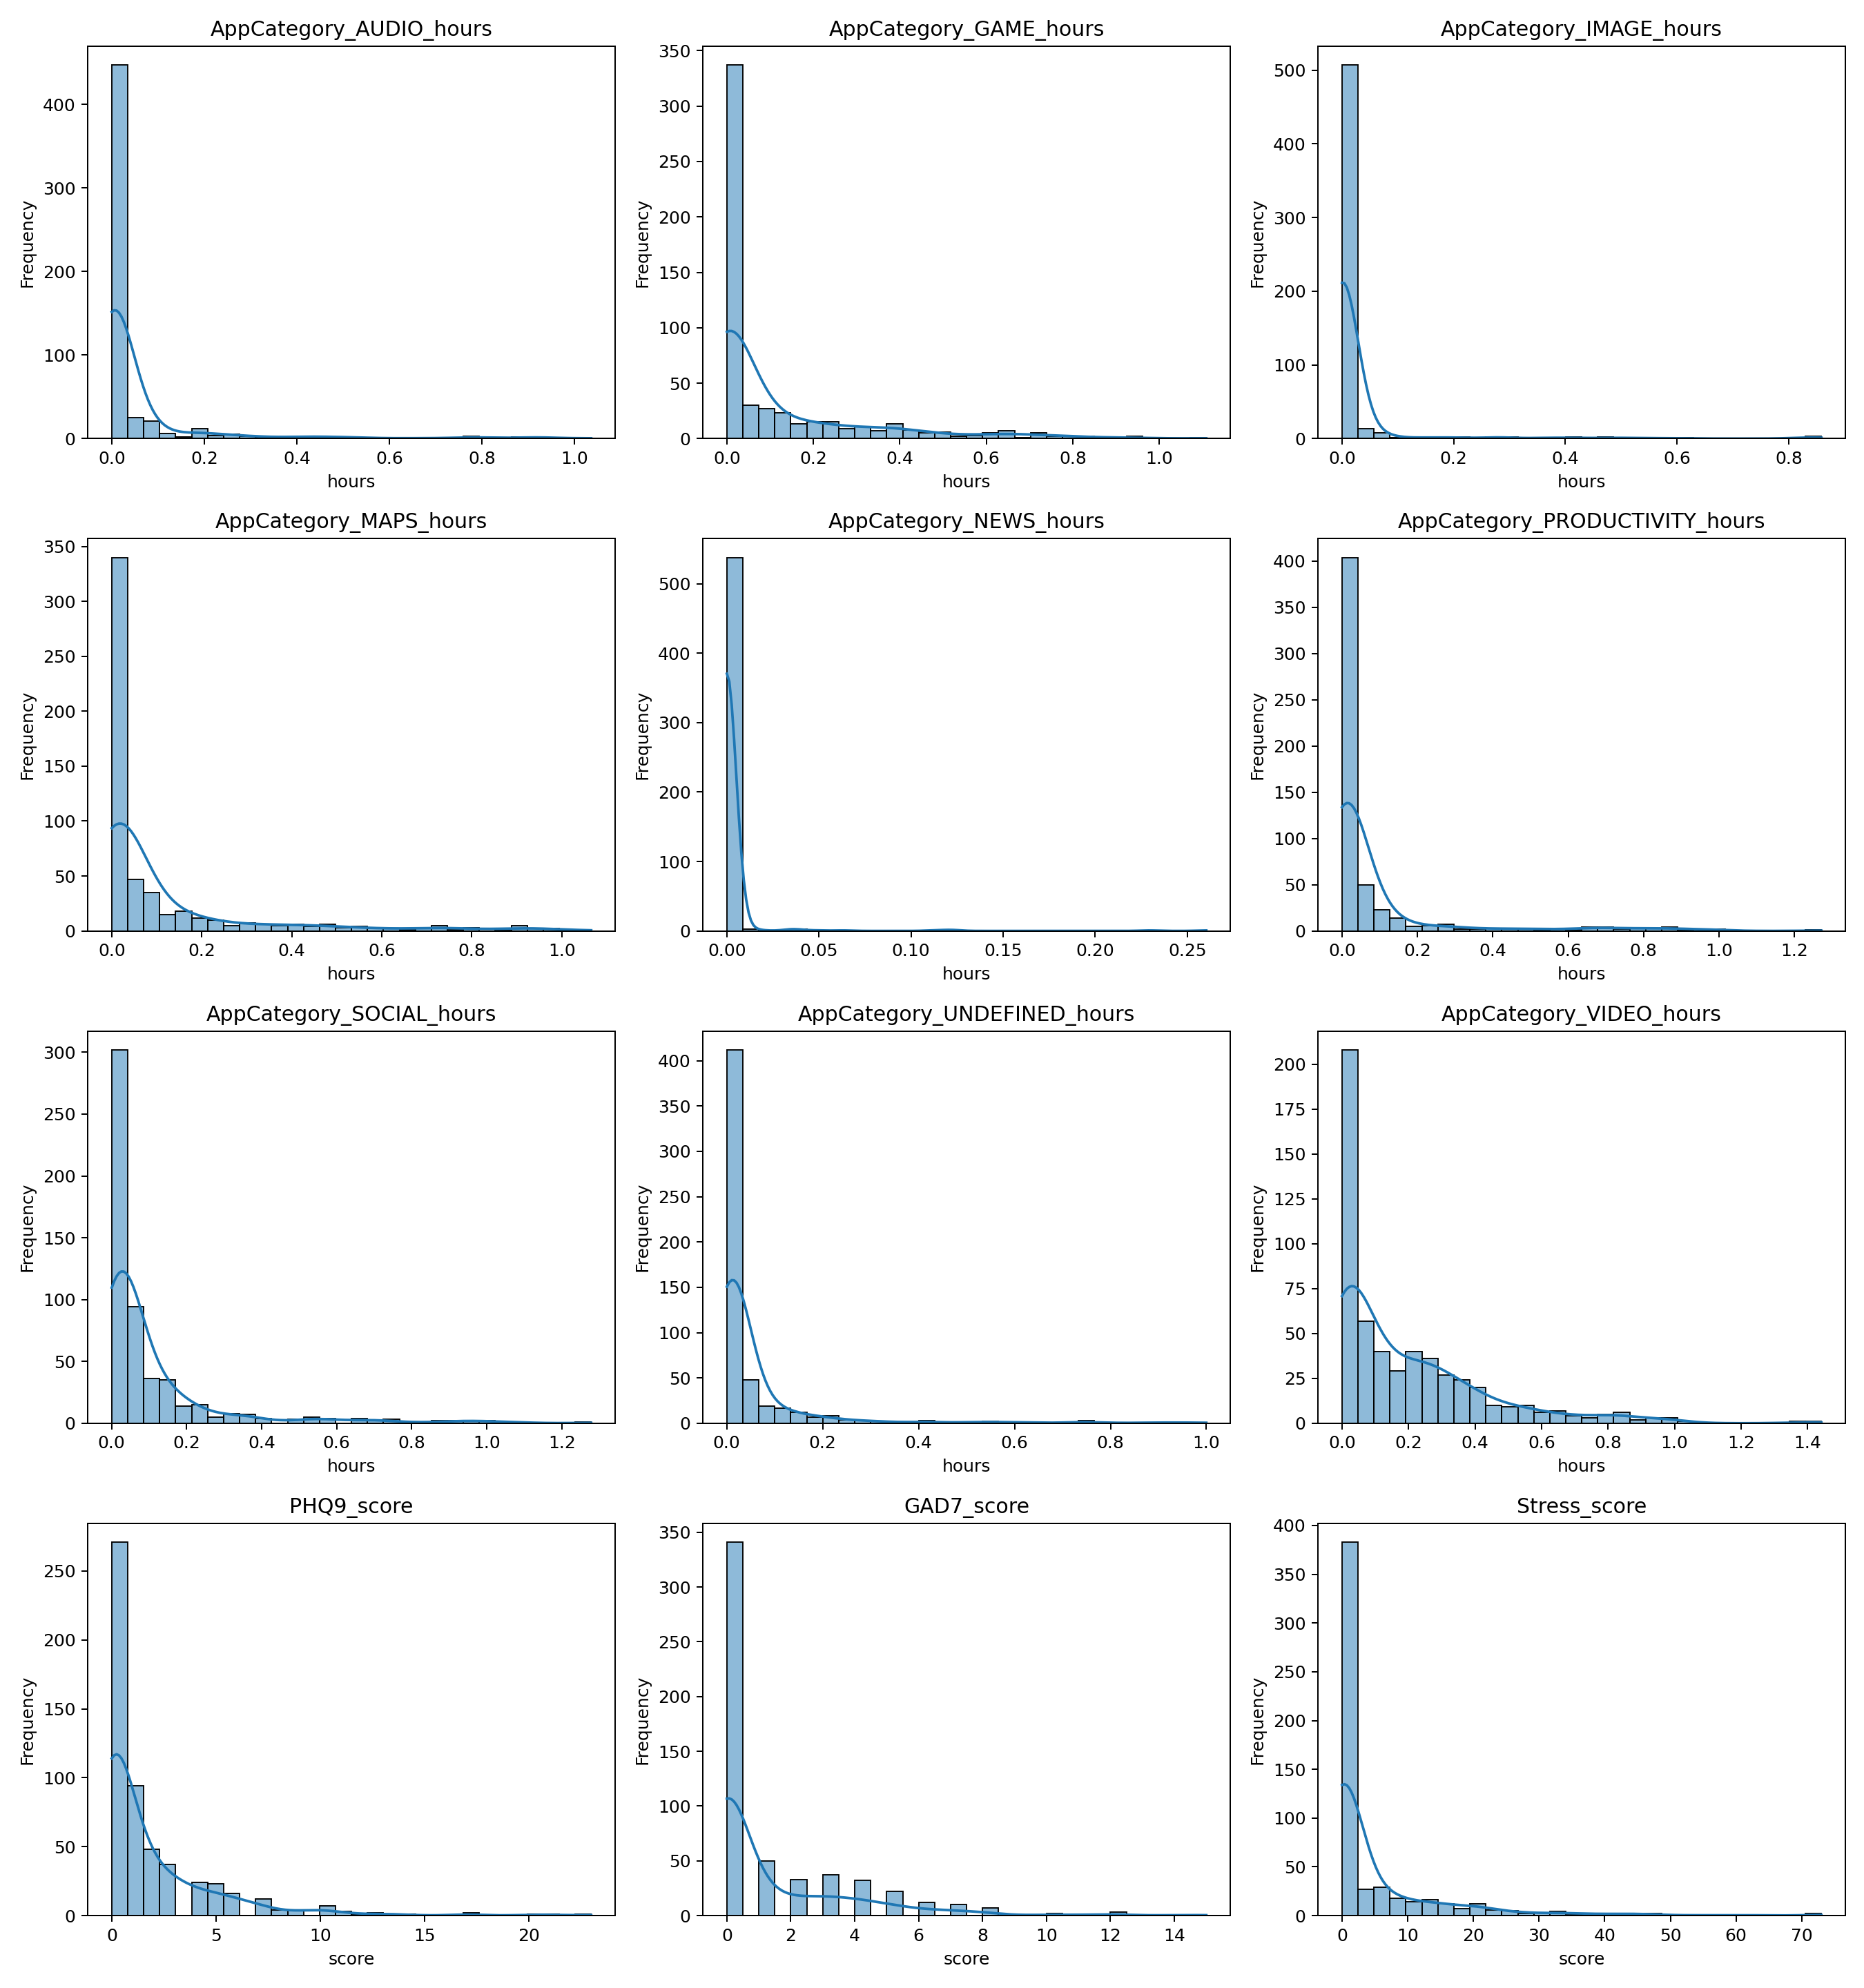 AppCategory_AUDIO_hours
Frequency
400
300
200
100
0
0.0 0.2 0.4 0.6 0.8 1.0
hours
AppCategory_GAME_hours
Frequency
350
300
250
200
150
100
50
0
0.0 0.2 0.4 0.6 0.8 1.0
hours
AppCategory_IMAGE_hours
Frequency
500
400
300
200
100
0
0.0 0.2 0.4 0.6 0.8
hours
AppCategory_MAPS_hours
Frequency
350
300
250
200
150
100
50
0
0.0 0.2 0.4 0.6 0.8 1.0
hours
AppCategory_NEWS_hours
Frequency
500
400
300
200
100
0
0.00 0.05 0.10 0.15 0.20 0.25
hours
AppCategory_PRODUCTIVITY_hours
Frequency
400
350
300
250
200
150
100
50
0
0.0 0.2 0.4 0.6 0.8 1.0 1.2
hours
AppCategory_SOCIAL_hours
Frequency
300
250
200
150
100
50
0
0.0 0.2 0.4 0.6 0.8 1.0 1.2
hours
AppCategory_UNDEFINED_hours
Frequency
400
350
300
250
200
150
100
50
0
0.0 0.2 0.4 0.6 0.8 1.0
hours
AppCategory_VIDEO_hours
Frequency
200
175
150
125
100
75
50
25
0
0.0 0.2 0.4 0.6 0.8 1.0 1.2 1.4
hours
PHQ9_score
Frequency
250
200
150
100
50
0
0 5 10 15 20
score
GAD7_score
Frequency
350
300
250
200
150
100
50
0
0 2 4 6 8 10 12 14
score
Stress_score
Frequency
400
350
300
250
200
150
100
50
0
0 10 20 30 40 50 60 70
score